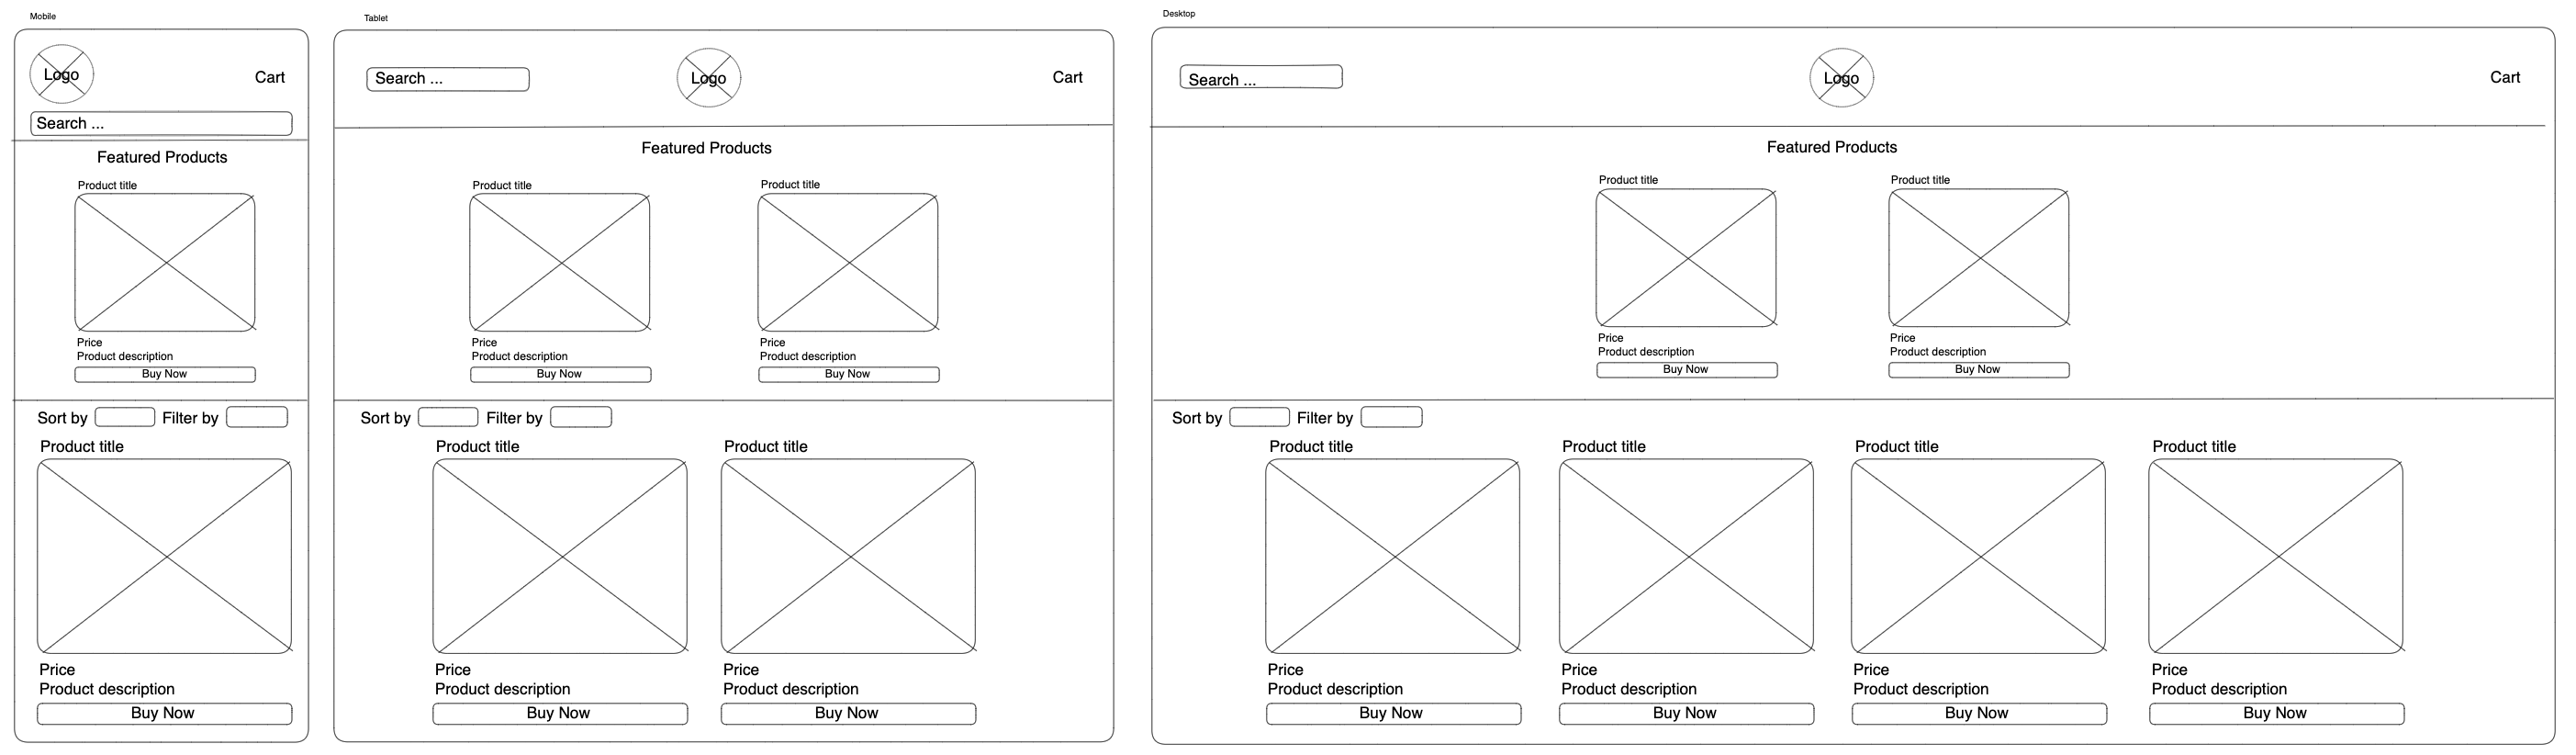 Mobile
Logo
Cart
Search ...
Featured Products
Product title
Price
Product description
Buy Now
Sort by
Filter by
Product title
Price
Product description
Buy Now
Tablet
Search ...
Logo
Cart
Featured Products
Product title
Product title
Price
Product description
Buy Now
Price
Product description
Buy Now
Sort by
Filter by
Product title
Product title
Price
Product description
Buy Now
Price
Product description
Buy Now
Desktop
Search ...
Logo
Cart
Featured Products
Product title
Product title
Price
Product description
Buy Now
Price
Product description
Buy Now
Sort by
Filter by
Product title
Product title
Product title
Product title
Price
Product description
Buy Now
Price
Product description
Buy Now
Price
Product description
Buy Now
Price
Product description
Buy Now